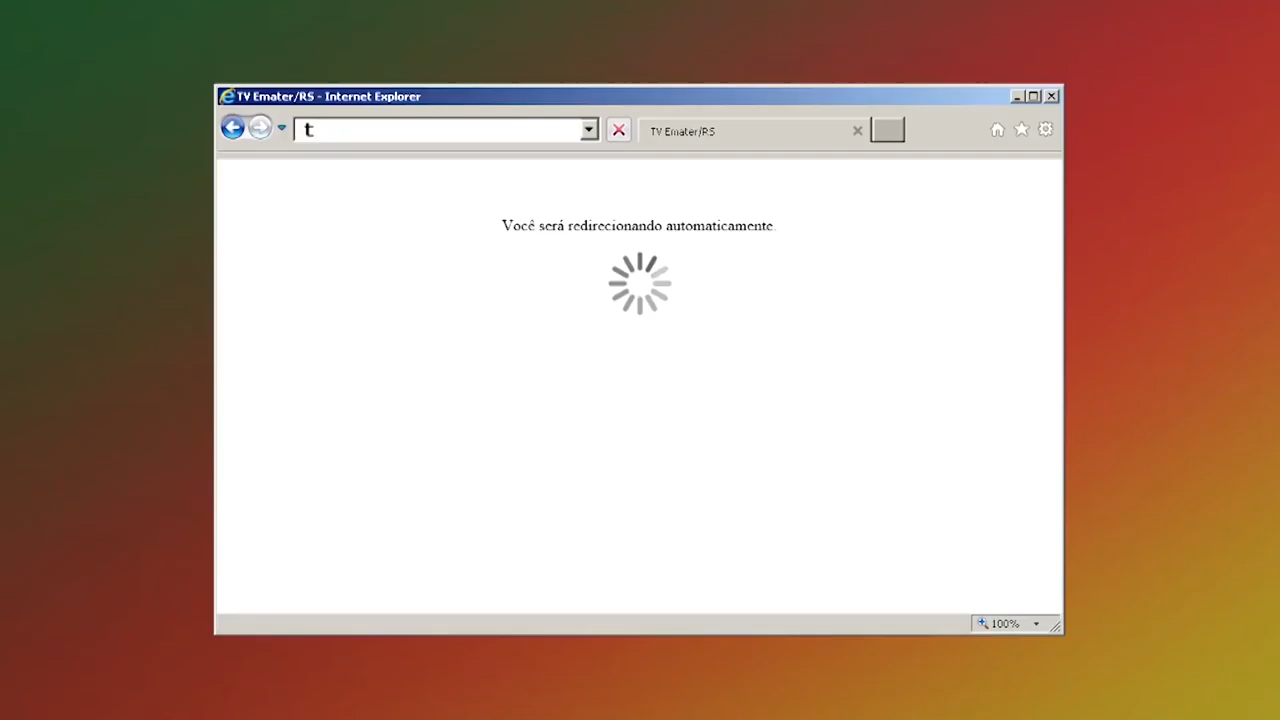 TV Emater/RS - Internet Explorer
t
TV Emater/RS
Você será redirecionando automaticamente.
100%